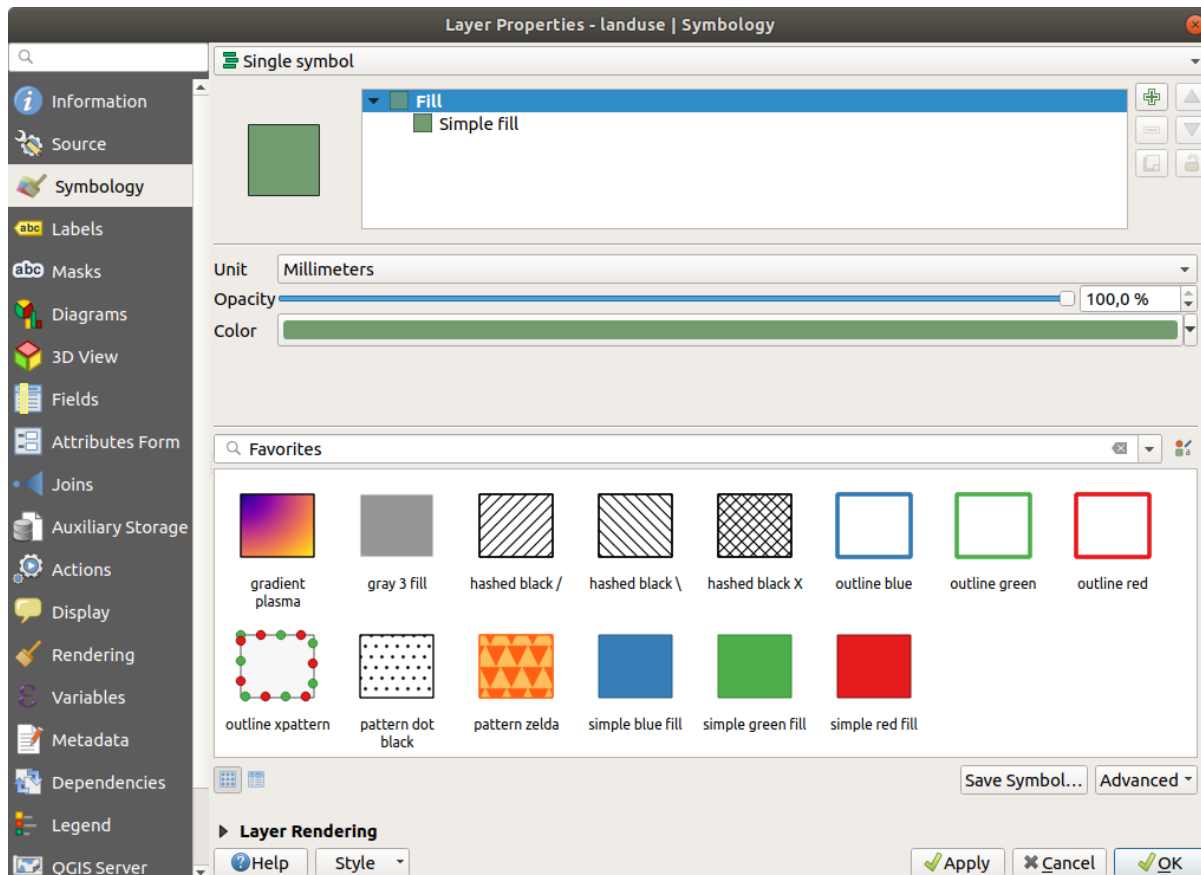 Layer Properties - landuse | Symbology
Information
Source
Symbology
abc Labels
abc Masks
Diagrams
3D View
Fields
Attributes Form
Joins
Auxiliary Storage
Actions
Display
Rendering
Variables
Metadata
Dependencies
Legend
QGIS Server
Single symbol
Fill
Simple fill
Unit Millimeters
Opacity 100,0 %
Color
Favorites
gradient plasma
gray 3 fill
hashed black /
hashed black \
hashed black X
outline blue
outline green
outline red
outline xpattern
pattern dot black
pattern zelda
simple blue fill
simple green fill
simple red fill
Save Symbol... Advanced
Layer Rendering
Help Style Apply Cancel OK